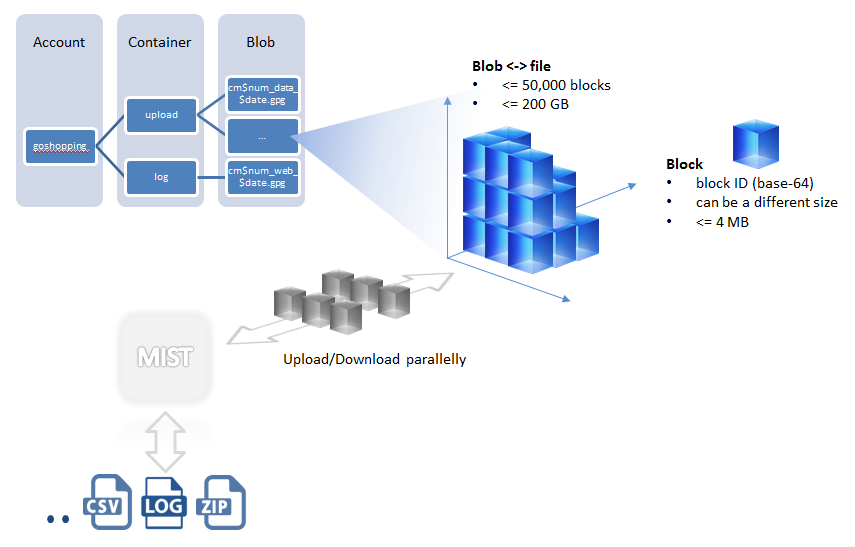 Account
Container
Blob
goshopping
upload
log
cm$num_data_
$date.gpg
...
cm$num_web_
$date.gpg
Blob <-> file
• <= 50,000 blocks
• <= 200 GB
Block
• block ID (base-64)
• can be a different size
• <= 4 MB
Upload/Download parallelly
MIST
CSV
LOG
ZIP